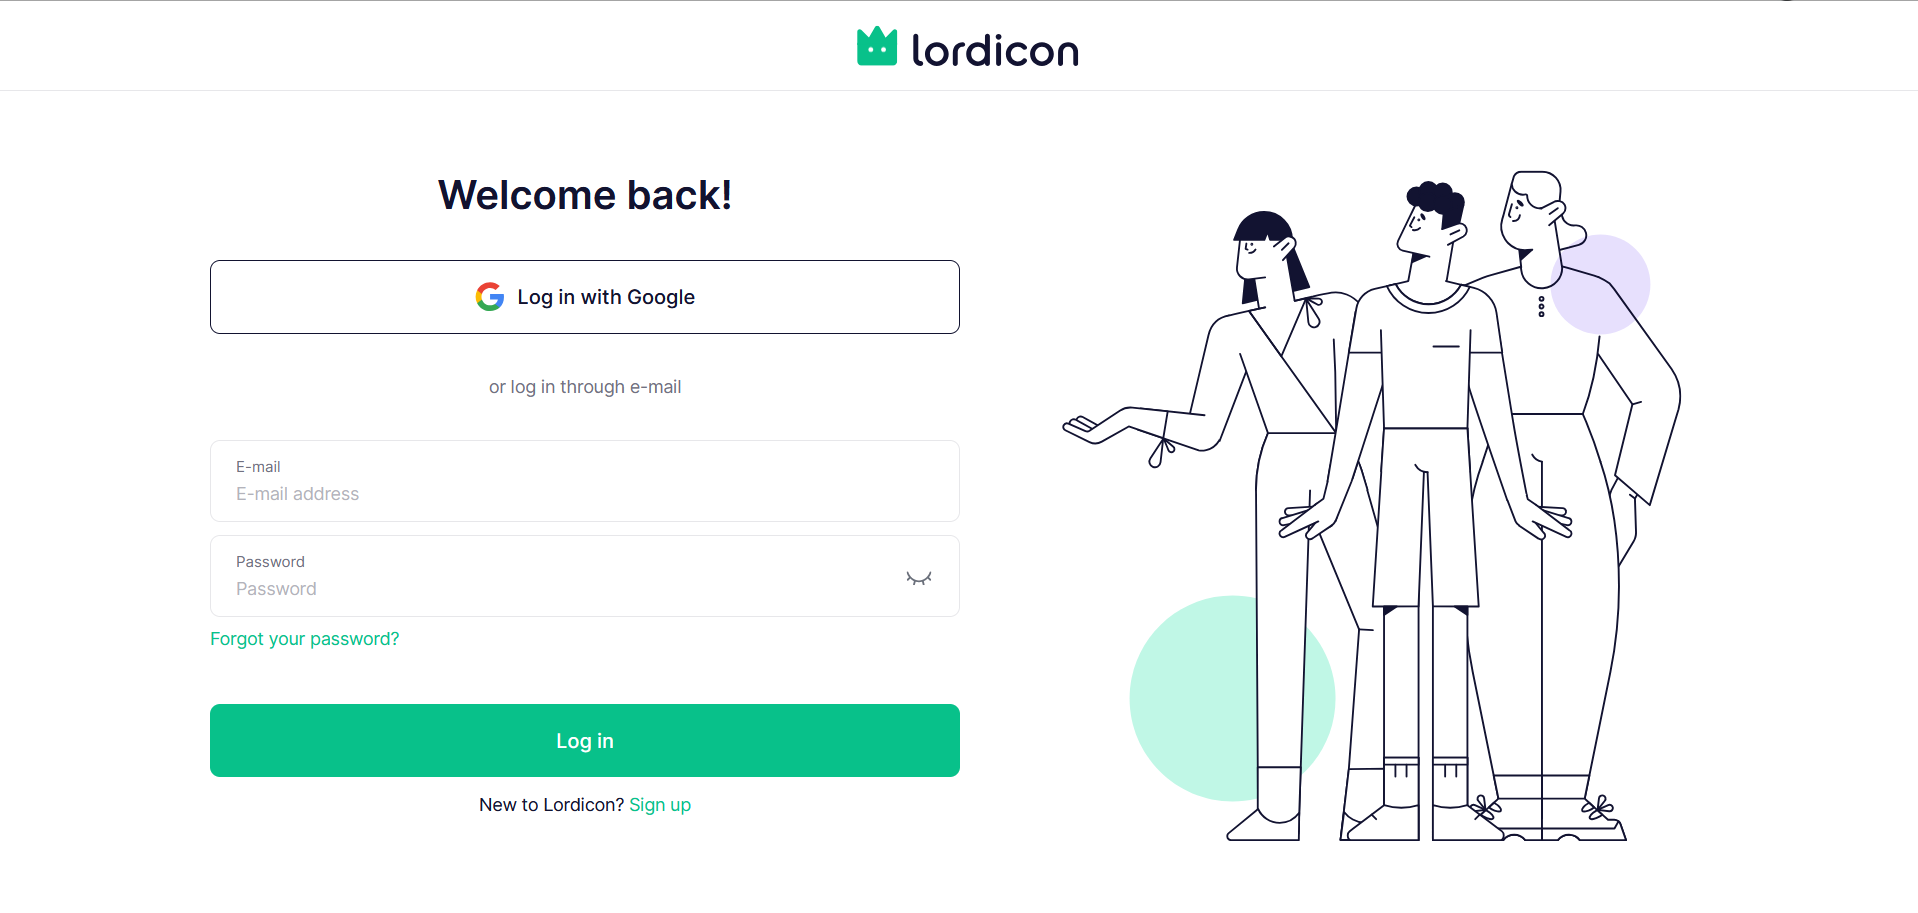 lordicon
Welcome back!
Log in with Google
or log in through e-mail
E-mail
E-mail address
Password
Password
Forgot your password?
Log in
New to Lordicon? Sign up